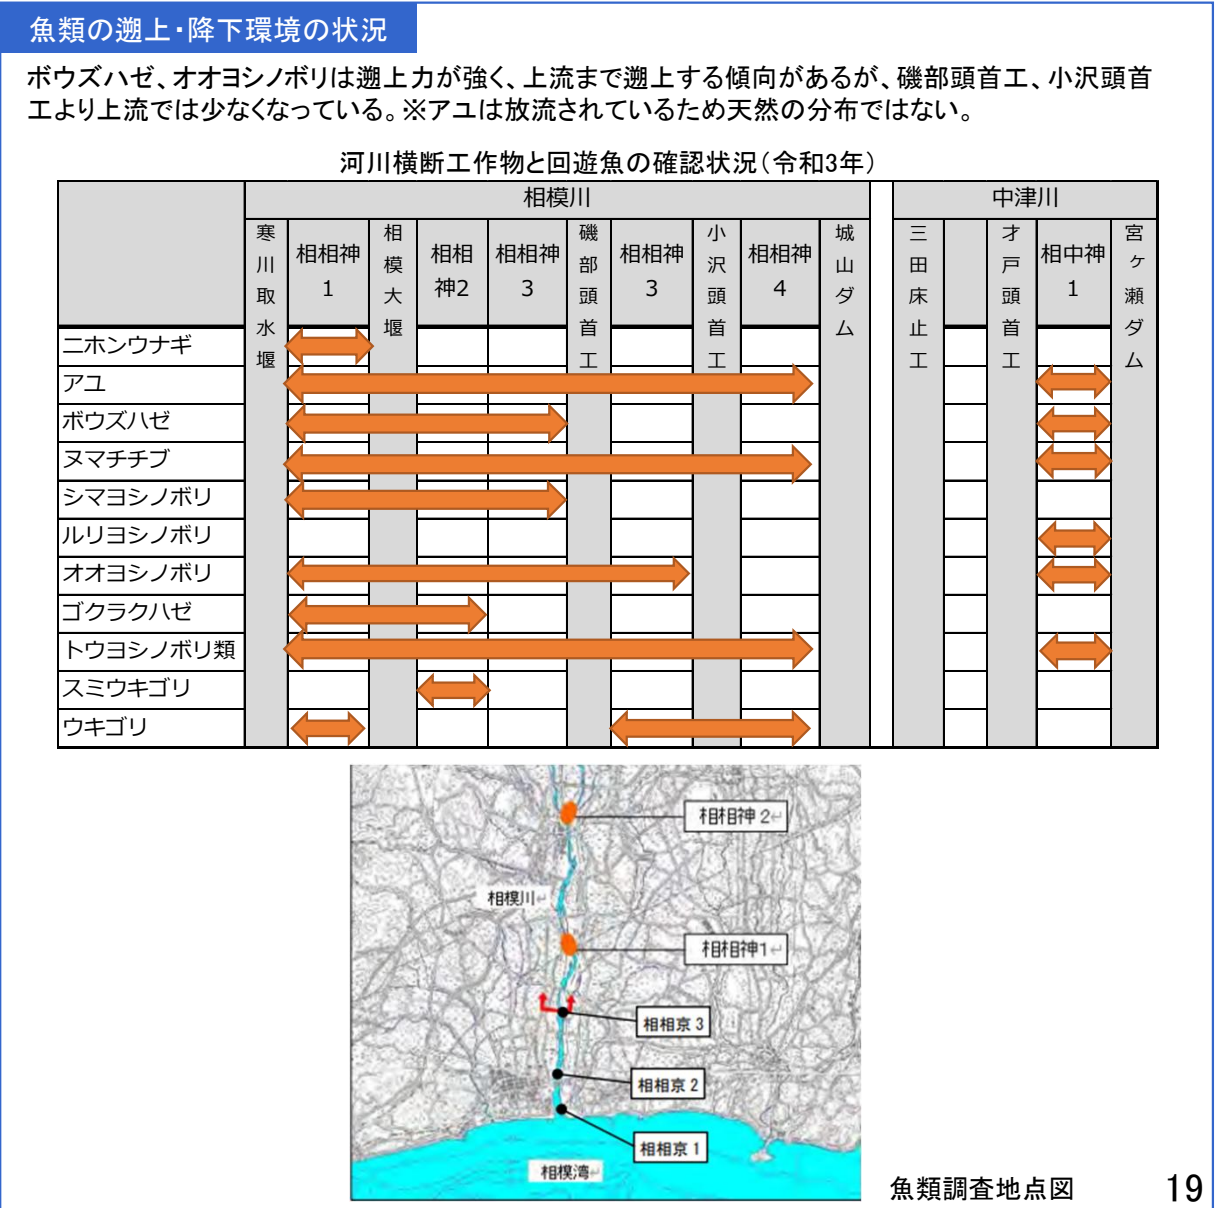 魚類の遡上・降下環境の状況
ボウズハゼ、オオヨシノボリは遡上力が強く、上流まで遡上する傾向があるが、磯部頭首工、小沢頭首
工より上流では少なくなっている。※アユは放流されているため天然の分布ではない。
河川横断工作物と回遊魚の確認状況（令和3年）
相模川
中津川
寒川取水堰
相相神
1
相模大堰
相相
神2
相相神
3
磯部頭首工
相相神
3
小沢頭首工
相相神
4
城山ダム
三田床止工
才戸頭首工
相中神
1
宮ヶ瀬ダム
ニホンウナギ
アユ
ボウズハゼ
ヌマチチブ
シマヨシノボリ
ルリヨシノボリ
オオヨシノボリ
ゴクラクハゼ
トウヨシノボリ類
スミウキゴリ
ウキゴリ
相相神2
相模川
相相神1
相相京3
相相京2
相相京1
相模湾
魚類調査地点図
19